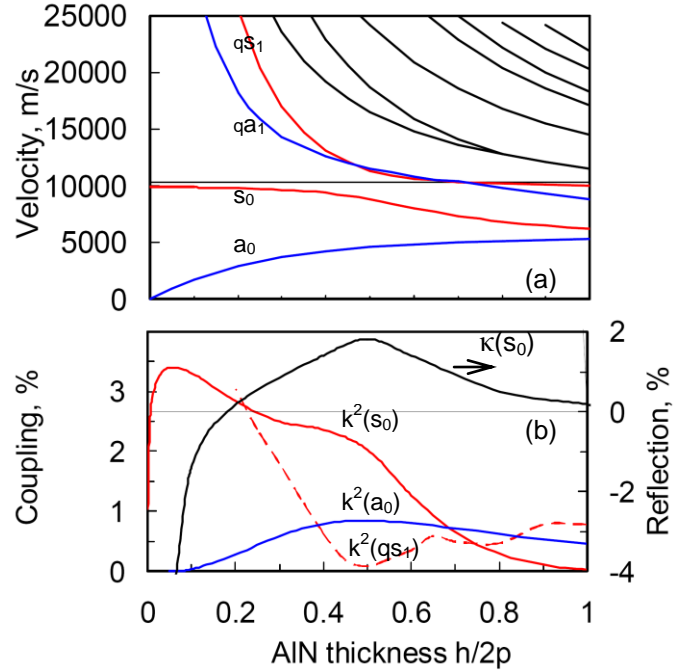 25000
20000
15000
10000
5000
0
Velocity, m/s
qs₁
qa₁
s₀
a₀
(a)
3
2
1
0
Coupling, %
κ(s₀)
k²(s₀)
(b)
k²(a₀)
k²(qs₁)
2
0
-2
-4
Reflection, %
0 0.2 0.4 0.6 0.8 1
AlN thickness h/2p